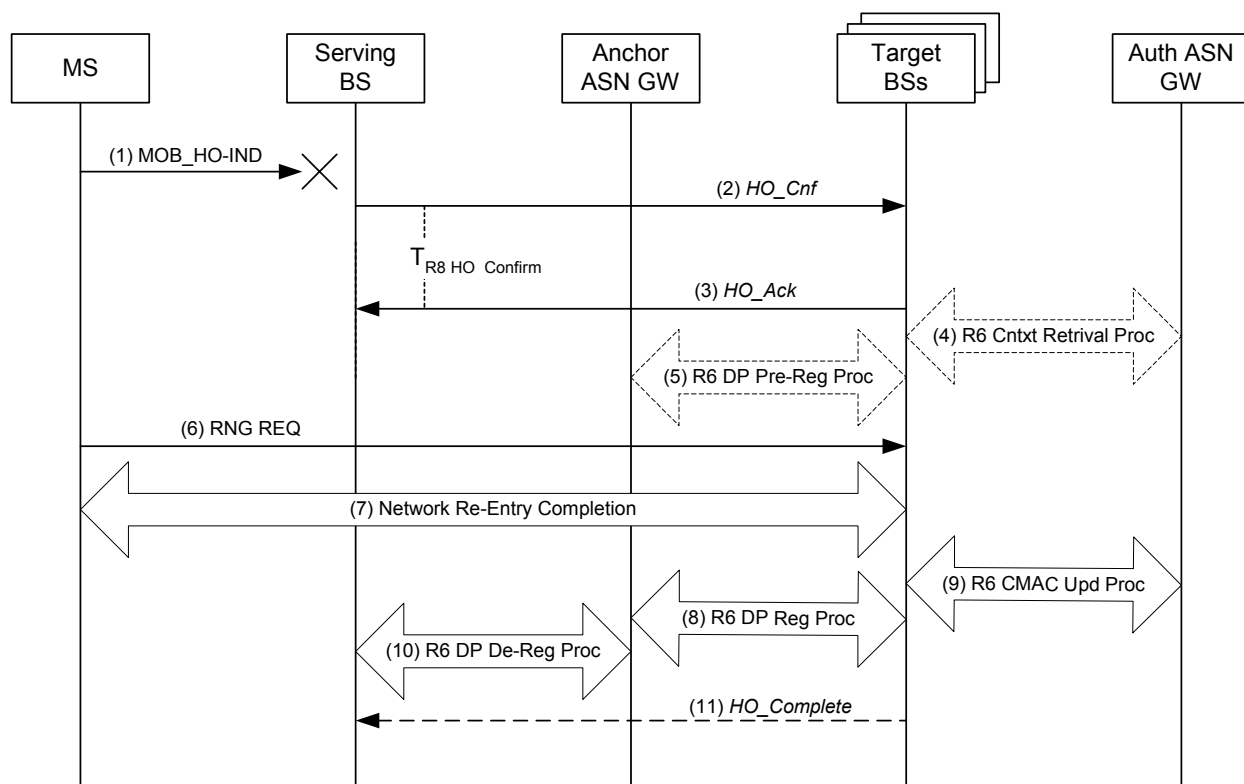 MS
Serving
BS
Anchor
ASN GW
Target
BSs
Auth ASN
GW
(1) MOB_HO-IND
(2) HO_Cnf
T
R8 HO Confirm
(3) HO_Ack
(4) R6 Cntxt Retrival Proc
(5) R6 DP Pre-Reg Proc
(6) RNG REQ
(7) Network Re-Entry Completion
(9) R6 CMAC Upd Proc
(8) R6 DP Reg Proc
(10) R6 DP De-Reg Proc
(11) HO_Complete